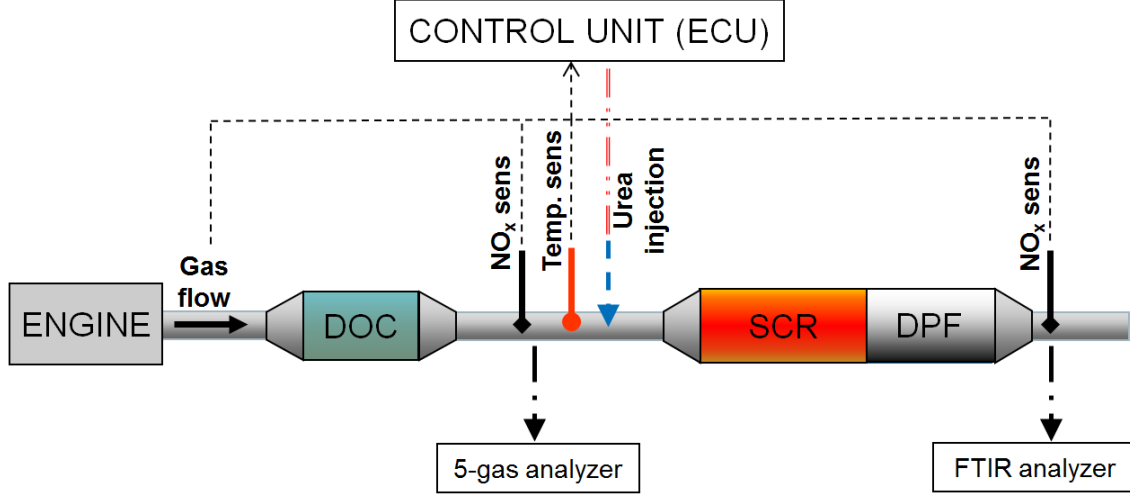 CONTROL UNIT (ECU)
NOₓ sens
Temp. sens
Urea
injection
NOₓ sens
Gas
flow
ENGINE
DOC
SCR
DPF
5-gas analyzer
FTIR analyzer